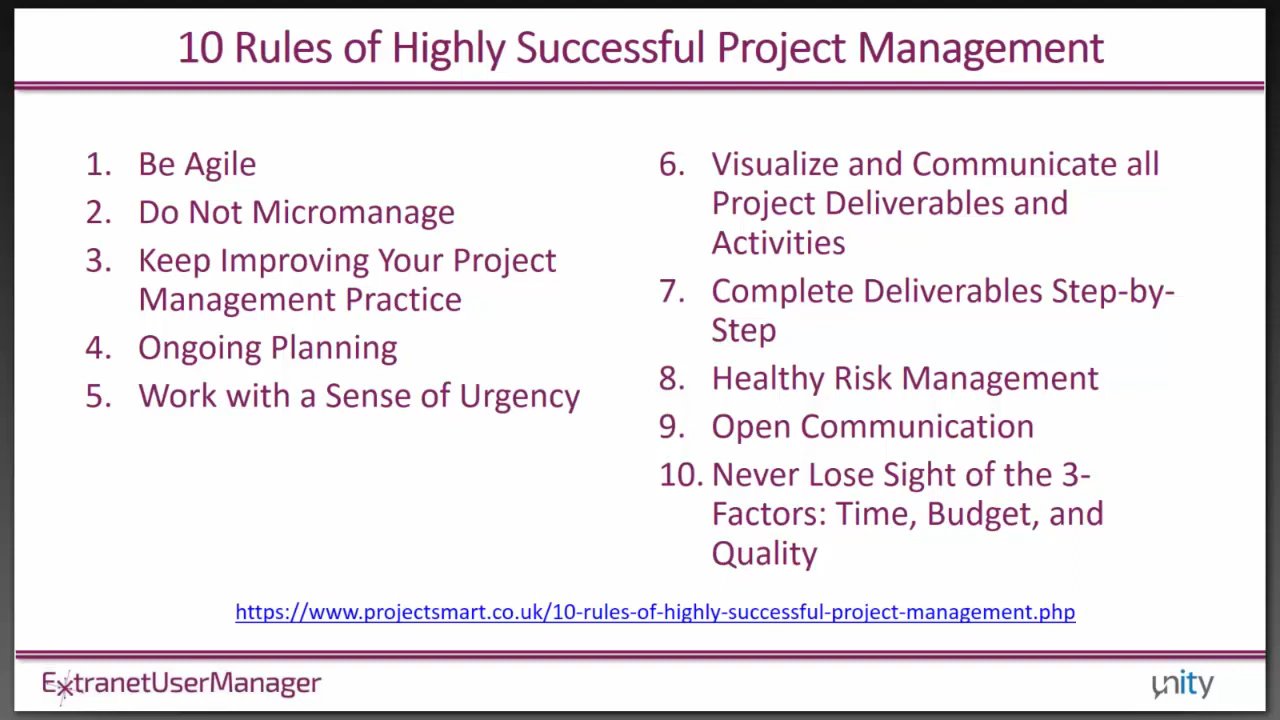 10 Rules of Highly Successful Project Management
1. Be Agile
2. Do Not Micromanage
3. Keep Improving Your Project
Management Practice
4. Ongoing Planning
5. Work with a Sense of Urgency
6. Visualize and Communicate all
Project Deliverables and
Activities
7. Complete Deliverables Step-by-
Step
8. Healthy Risk Management
9. Open Communication
10. Never Lose Sight of the 3-
Factors: Time, Budget, and
Quality
https://www.projectsmart.co.uk/10-rules-of-highly-successful-project-management.php
ExtranetUserManager
unity